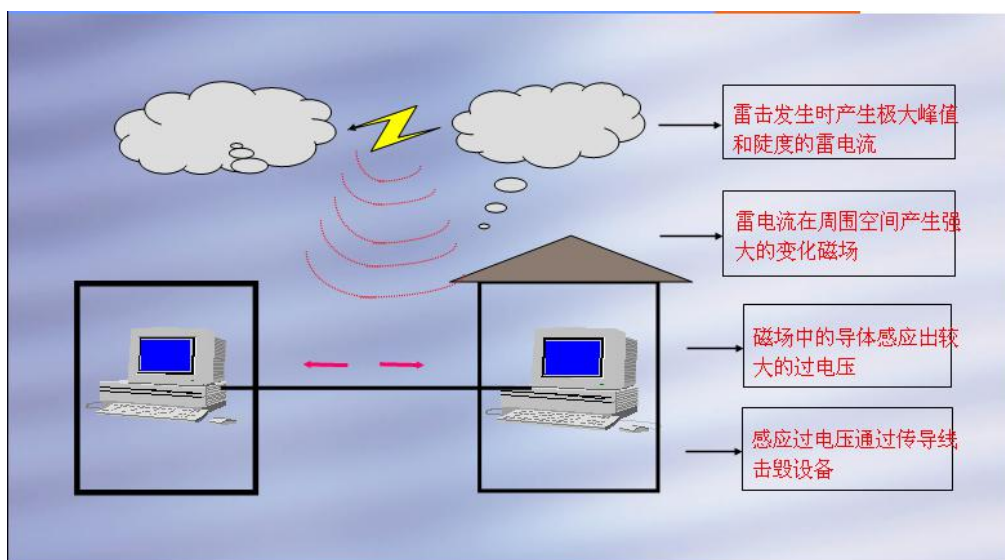 雷击发生时产生极大峰值
和陡度的雷电流
雷电流在周围空间产生强
大的变化磁场
磁场中的导体感应出较
大的过电压
感应过电压通过传导线
击毁设备